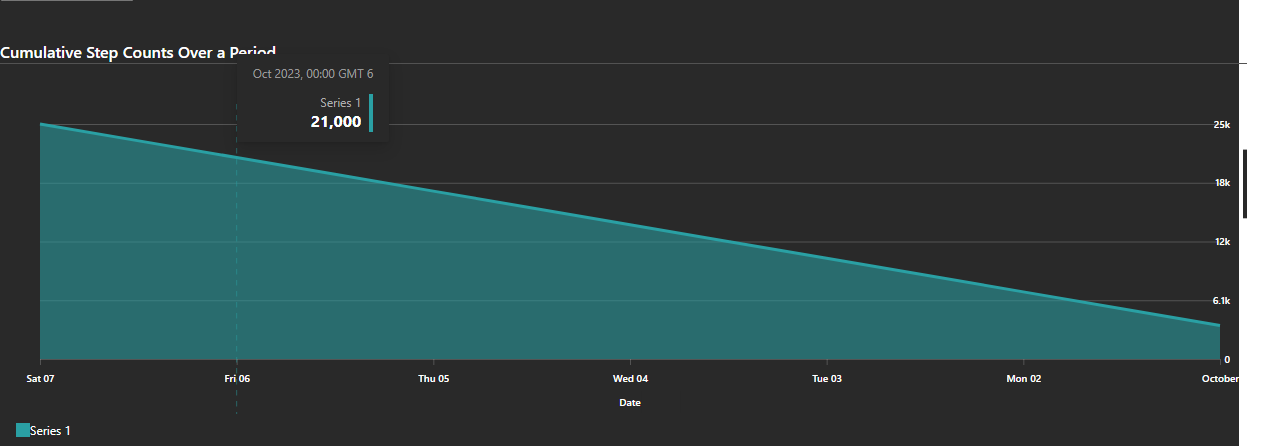 Cumulative Step Counts Over a Period
Oct 2023, 00:00 GMT 6
Series 1
21,000
25k
18k
12k
6.1k
0
Sat 07
Fri 06
Thu 05
Wed 04
Tue 03
Mon 02
October
Date
Series 1